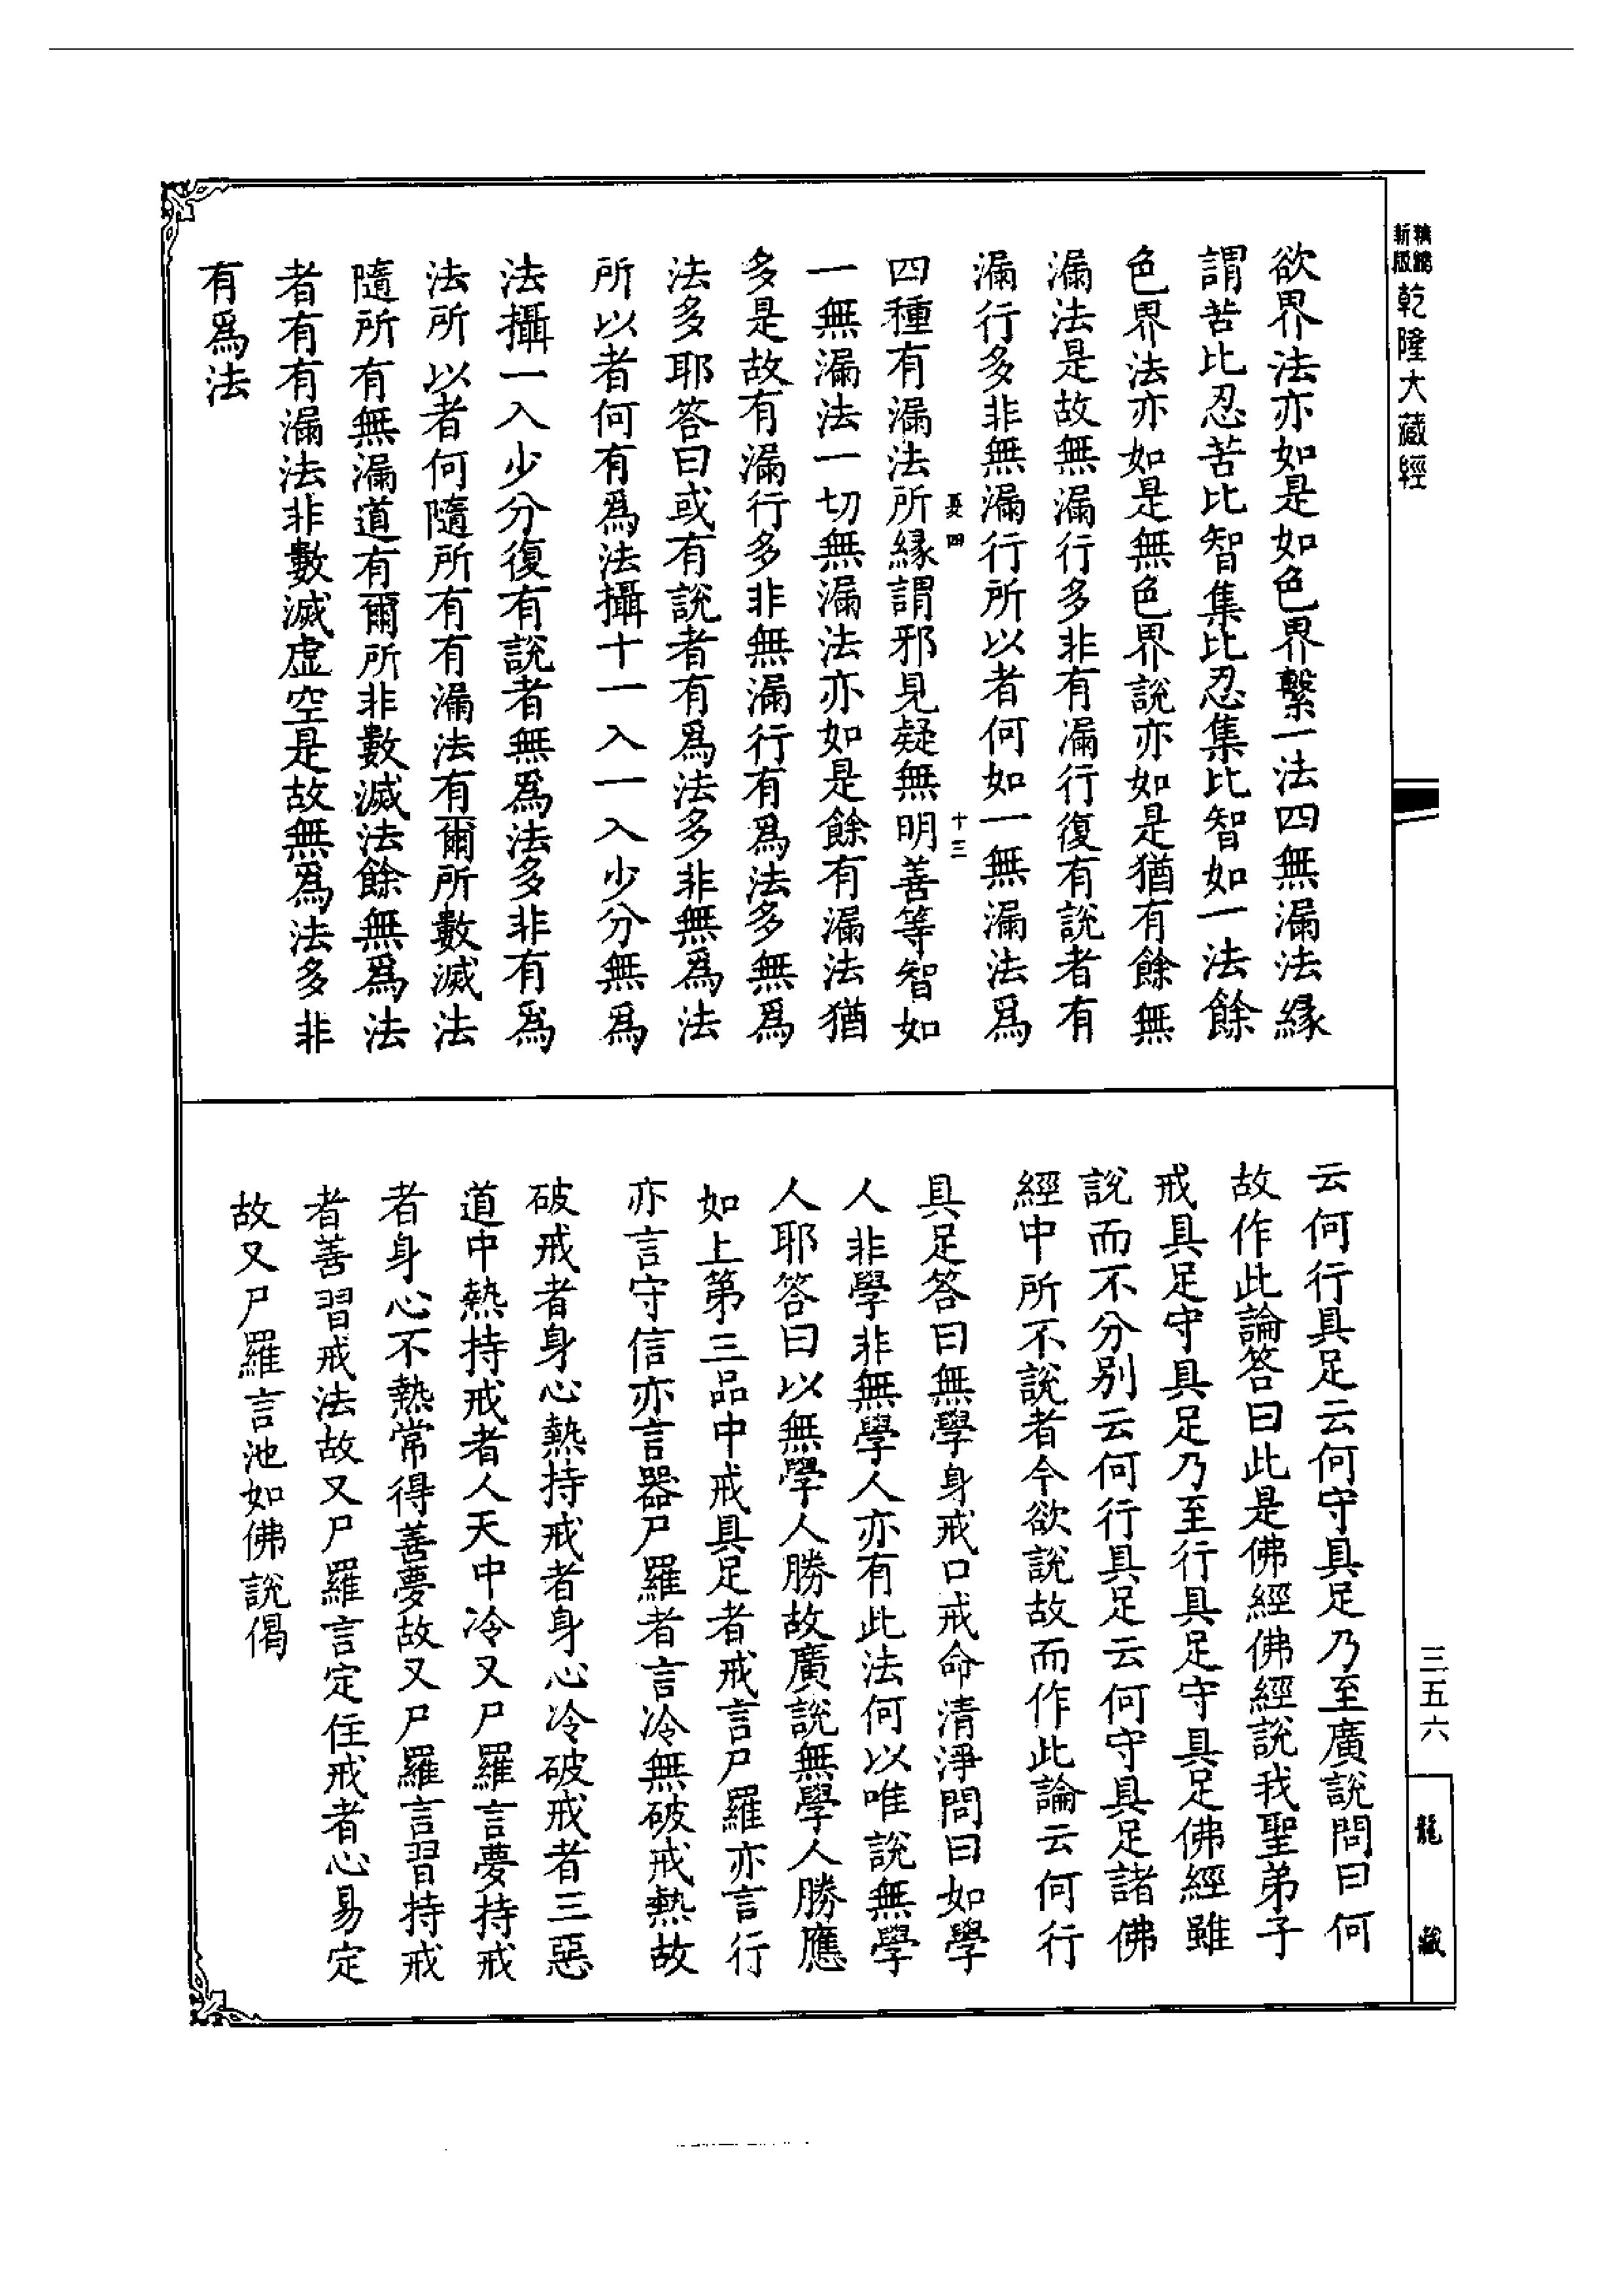 新精
版鍥
乾隆大藏經
欲界法亦如是如色界繫一法四無漏法緣
謂苦比忍苦比智集比忍集比智如一法餘
色界法亦如是無色界說亦如是猶有餘無
漏法是故無漏行多非有漏行復有說者有
漏行多非無漏行所以者何如一無漏法爲
四種有漏法所緣謂邪見疑無明善等智如
一無漏法一切無漏法亦如是餘有漏法猶
多是故有漏行多非無漏行有爲法多無爲
法多耶答曰或有說者有爲法多非無爲法
所以者何有爲法攝十一入一入少分無爲
法攝一入少分復有說者無爲法多非有爲
法所以者何隨所有有漏法有爾所數滅法
隨所有無漏道有爾所非數滅法餘無爲法
者有有漏法非數滅虛空是故無爲法多非
有爲法
十三
云何行具足云何守具足乃至廣說問曰何
故作此論答曰此是佛經佛經說我聖弟子
戒具足守具足乃至行具足守具足佛經雖
說而不分別云何行具足云何守具足諸佛
經中所不說者今欲說故而作此論云何行
具足答曰無學身戒口戒命清淨問曰如學
人非學非無學人亦有此法何以唯說無學
人耶答曰以無學人勝故廣說無學人勝應
如上第三品中戒具足者戒言尸羅亦言行
亦言守信亦言器尸羅者言冷無破戒熱故
破戒者身心熱持戒者身心冷破戒者三惡
道中熱持戒者人天中冷又尸羅言夢持戒
者身心不熱常得善夢故又尸羅言習持戒
者善習戒法故又尸羅言定住戒者心易定
故又尸羅言池如佛說偈
三五六
龍藏